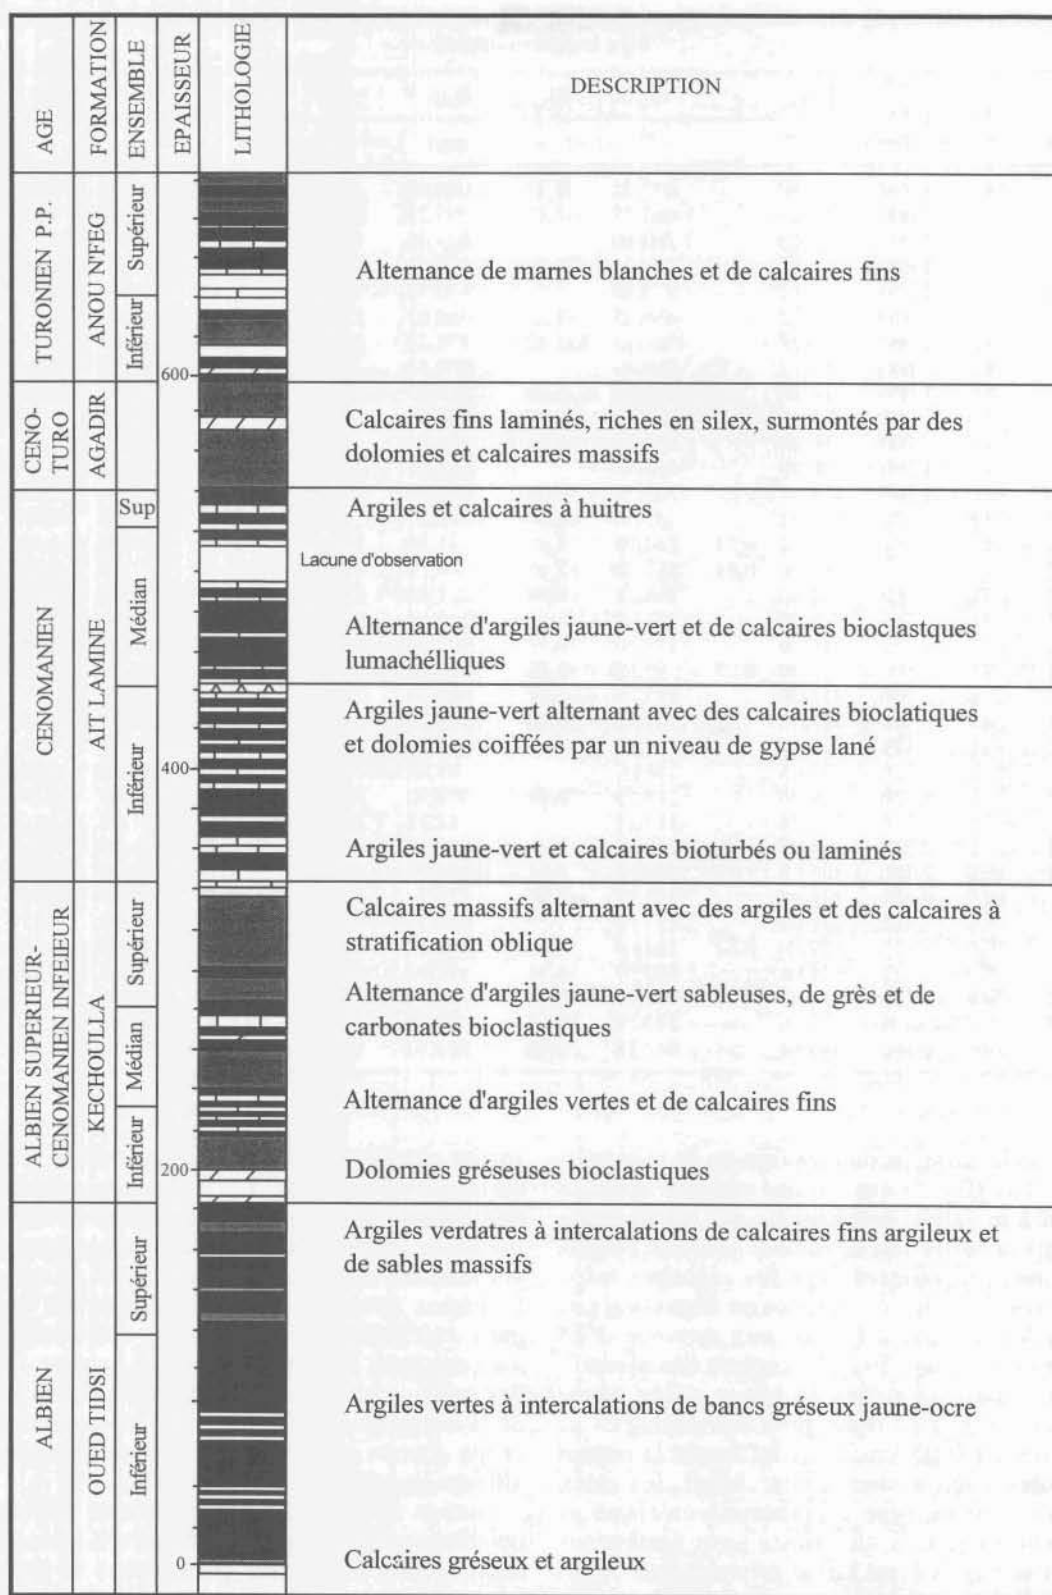 AGE
FORMATION
ENSEMBLE
EPAISSEUR
LITHOLOGIE
DESCRIPTION
TURONIEN P.P.
ANOU N'FEG
Supérieur
Inférieur
Alternance de marnes blanches et de calcaires fins
600
CENO-
TURO
AGADIR
Calcaires fins laminés, riches en silex, surmontés par des
dolomies et calcaires massifs
CENOMANIEN
AIT LAMINE
Sup
Argiles et calcaires à huitres
Lacune d'observation
Médian
Alternance d'argiles jaune-vert et de calcaires bioclastques
lumachélliques
Inférieur
Argiles jaune-vert alternant avec des calcaires bioclatiques
et dolomies coiffées par un niveau de gypse lané
400
Argiles jaune-vert et calcaires bioturbés ou laminés
ALBIEN SUPERIEUR-
CENOMANIEN INFEIEUR
KECHOULLA
Supérieur
Calcaires massifs alternant avec des argiles et des calcaires à
stratification oblique
Médian
Alternance d'argiles jaune-vert sableuses, de grès et de
carbonates bioclastiques
Alternance d'argiles vertes et de calcaires fins
Inférieur
200
Dolomies gréseuses bioclastiques
ALBIEN
OUED TIDSI
Supérieur
Argiles verdatres à intercalations de calcaires fins argileux et
de sables massifs
Inférieur
Argiles vertes à intercalations de bancs gréseux jaune-ocre
0
Calcaires gréseux et argileux